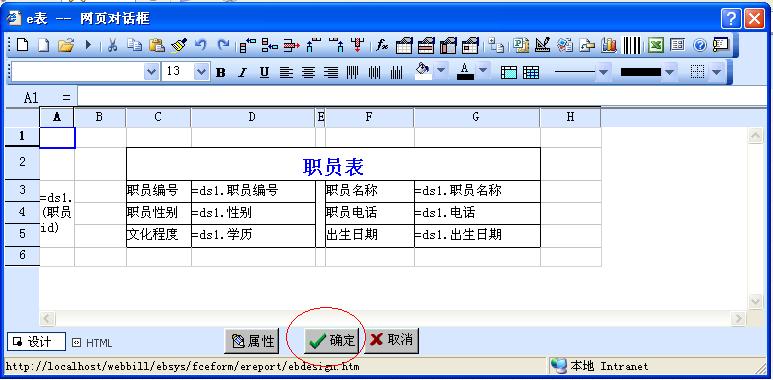 e表 -- 网页对话框
13 B I U A
A1 =
A B C D E F G H
1
2 职员表
3 职员编号 =ds1.职员编号 职员名称 =ds1.职员名称
=ds1.
4 (职员 职员性别 =ds1.性别 职员电话 =ds1.电话
id)
5 文化程度 =ds1.学历 出生日期 =ds1.出生日期
6
设计 HTML 属性 确定 取消
http://localhost/webbill/ebsys/fceform/ereport/ebdesign.htm 本地 Intranet